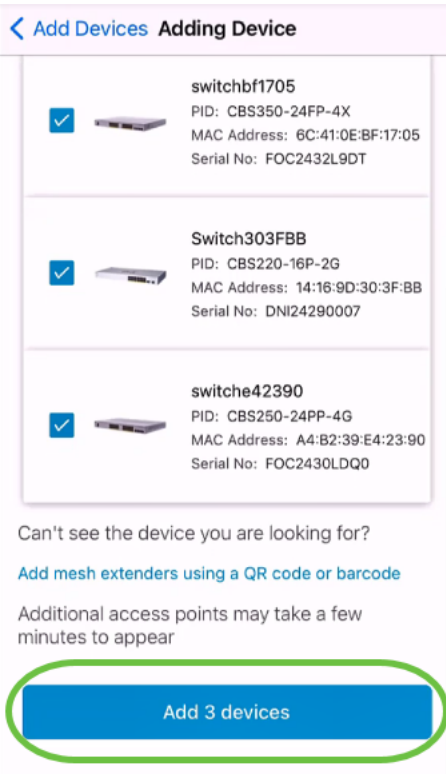 Add Devices Adding Device
switchbf1705
PID: CBS350-24FP-4X
MAC Address: 6C:41:0E:BF:17:05
Serial No: FOC2432L9DT
Switch303FBB
PID: CBS220-16P-2G
MAC Address: 14:16:9D:30:3F:BB
Serial No: DNI24290007
switche42390
PID: CBS250-24PP-4G
MAC Address: A4:B2:39:E4:23:90
Serial No: FOC2430LDQ0
Can't see the device you are looking for?
Add mesh extenders using a QR code or barcode
Additional access points may take a few
minutes to appear
Add 3 devices